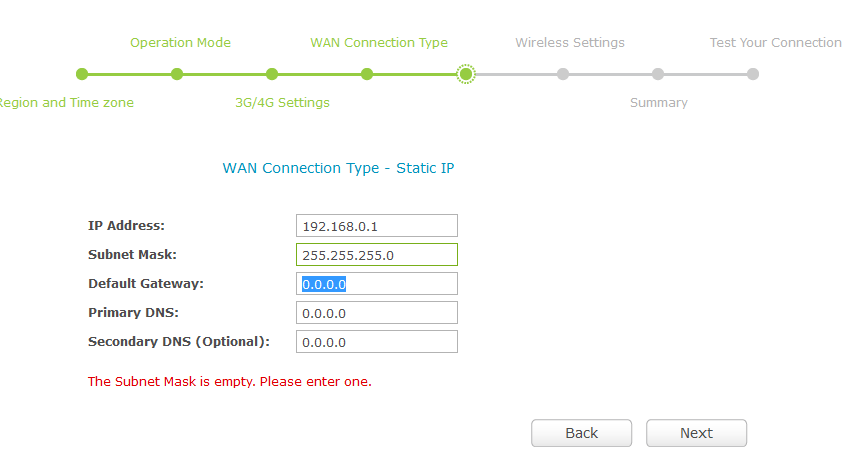 Operation Mode WAN Connection Type Wireless Settings Test Your Connection
Region and Time zone 3G/4G Settings Summary
WAN Connection Type - Static IP
IP Address: 192.168.0.1
Subnet Mask: 255.255.255.0
Default Gateway: 0.0.0.0
Primary DNS: 0.0.0.0
Secondary DNS (Optional): 0.0.0.0
The Subnet Mask is empty. Please enter one.
Back Next